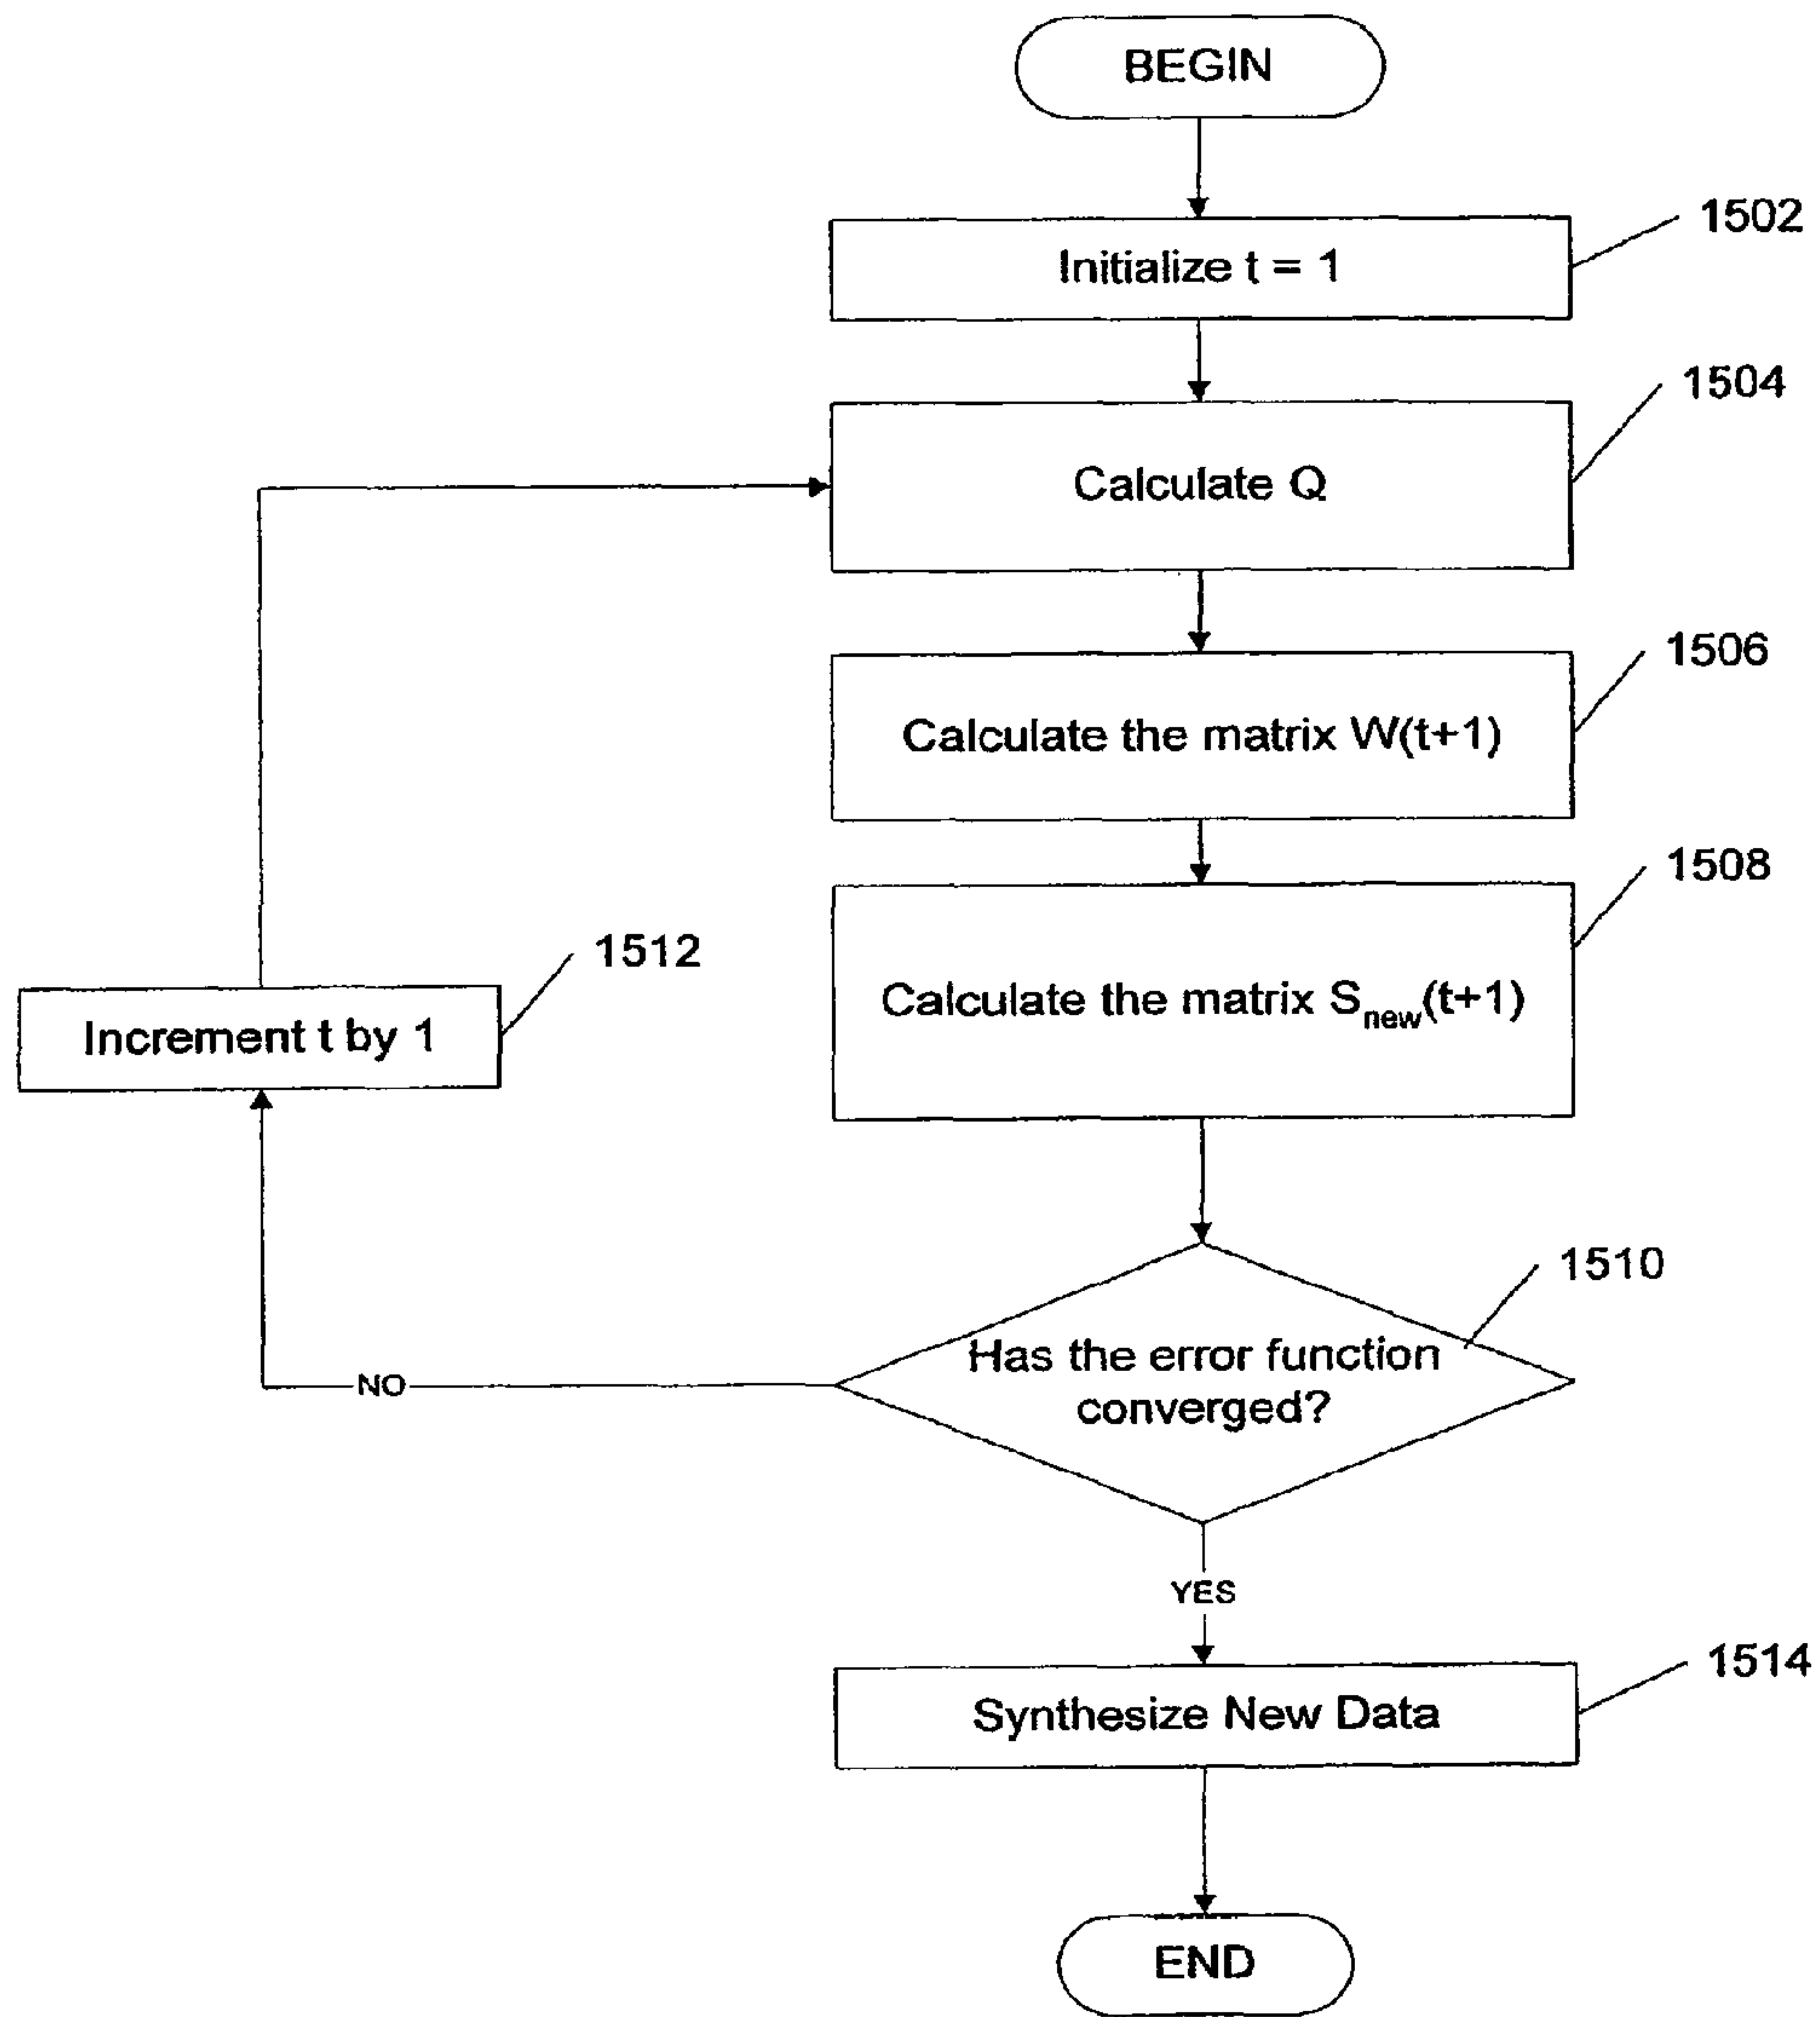 BEGIN
1502
Initialize t = 1
1504
Calculate Q
1506
Calculate the matrix W(t+1)
1508
Calculate the matrix Snew(t+1)
1512
Increment t by 1
1510
Has the error function
converged?
NO
YES
1514
Synthesize New Data
END